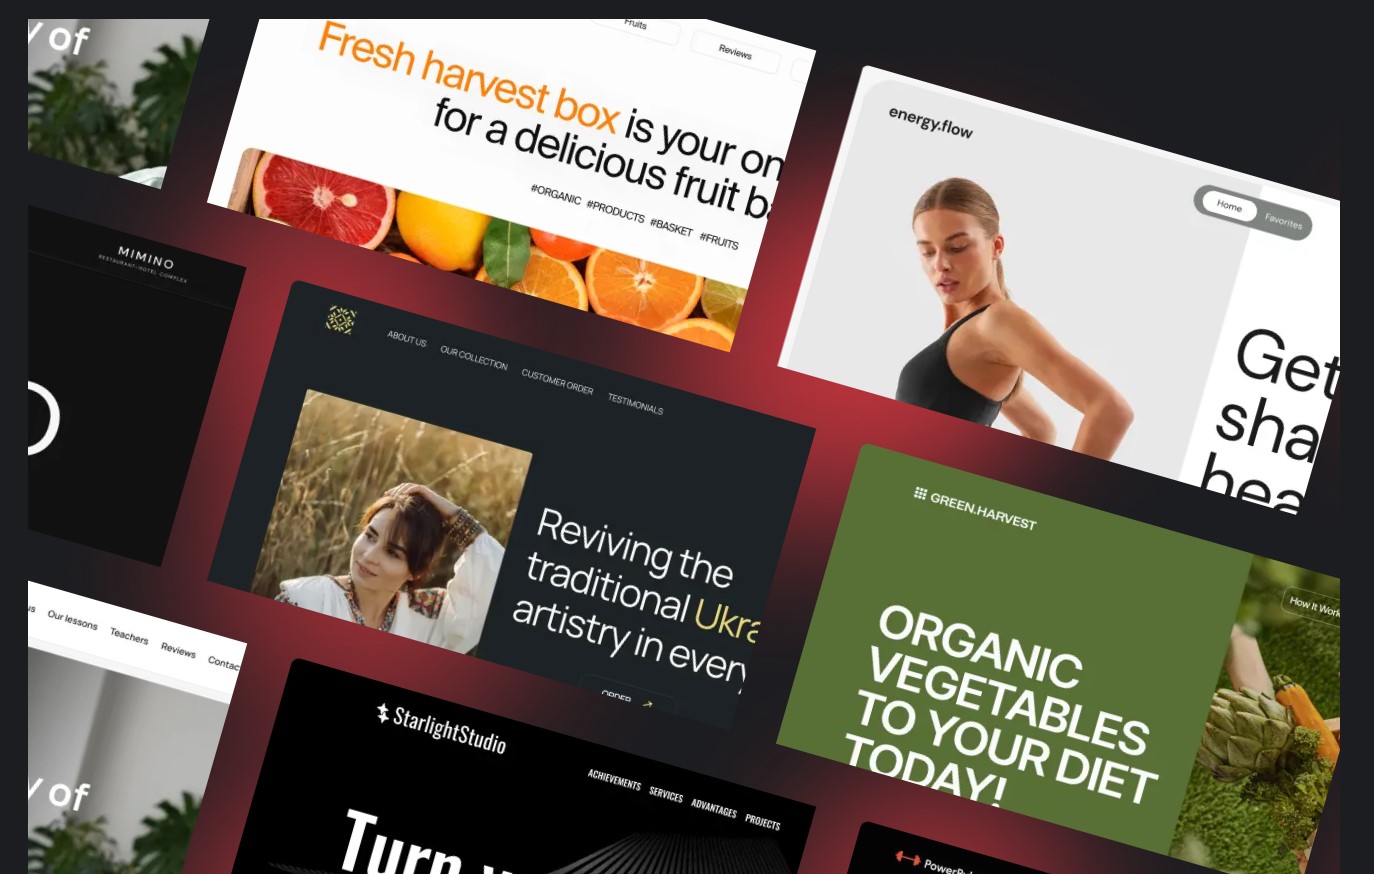 y of
Fruits
Reviews
Fresh harvest box is your on
for a delicious fruit ba
#ORGANIC #PRODUCTS #BASKET #FRUITS
energy.flow
Home
Favorites
Get
sha
hea
MIMINO
RESTAURANT-HOTEL COMPLEX
ABOUT US
OUR COLLECTION
CUSTOMER ORDER
TESTIMONIALS
Reviving the
traditional Ukra
artistry in every
ORDER
GREEN.HARVEST
How It Work
ORGANIC
VEGETABLES
TO YOUR DIET
TODAY!
us
Our lessons
Teachers
Reviews
Contac
y of
StarlightStudio
ACHIEVEMENTS
SERVICES
ADVANTAGES
PROJECTS
Turn